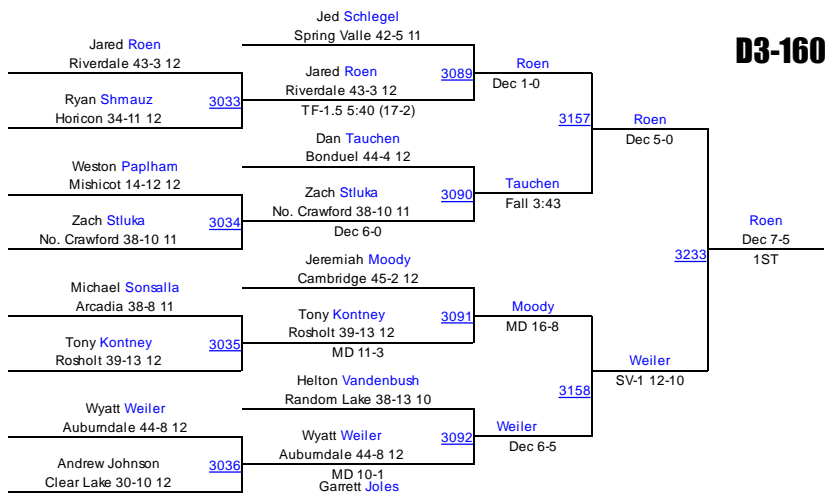 D3-160
Jared Roen
Riverdale 43-3 12
Ryan Shmauz
Horicon 34-11 12
3033
Weston Paplham
Mishicot 14-12 12
Zach Stluka
No. Crawford 38-10 11
3034
Michael Sonsalla
Arcadia 38-8 11
Tony Kontney
Rosholt 39-13 12
3035
Wyatt Weiler
Auburndale 44-8 12
Andrew Johnson
Clear Lake 30-10 12
3036
Jed Schlegel
Spring Valle 42-5 11
Jared Roen
Riverdale 43-3 12
TF-1.5 5:40 (17-2)
3089
Dan Tauchen
Bonduel 44-4 12
Zach Stluka
No. Crawford 38-10 11
Dec 6-0
3090
Jeremiah Moody
Cambridge 45-2 12
Tony Kontney
Rosholt 39-13 12
MD 11-3
3091
Helton Vandenbush
Random Lake 38-13 10
Wyatt Weiler
Auburndale 44-8 12
MD 10-1
Garrett Joles
3092
Roen
Dec 1-0
3157
Tauchen
Fall 3:43
Moody
MD 16-8
3158
Weiler
Dec 6-5
Roen
Dec 5-0
3233
Weiler
SV-1 12-10
Roen
Dec 7-5
1ST